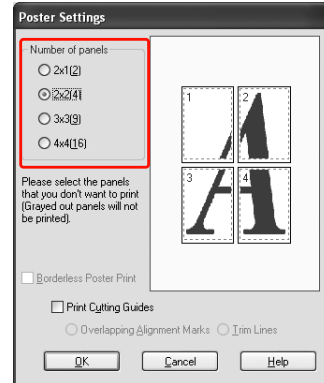 Poster Settings
Number of panels
2x1(2)
2x2(4)
3x3(9)
4x4(16)
1 2
3 4
Please select the panels
that you don't want to print
(Grayed out panels will not
be printed).
Borderless Poster Print
Print Cutting Guides
Overlapping Alignment Marks Trim Lines
OK Cancel Help